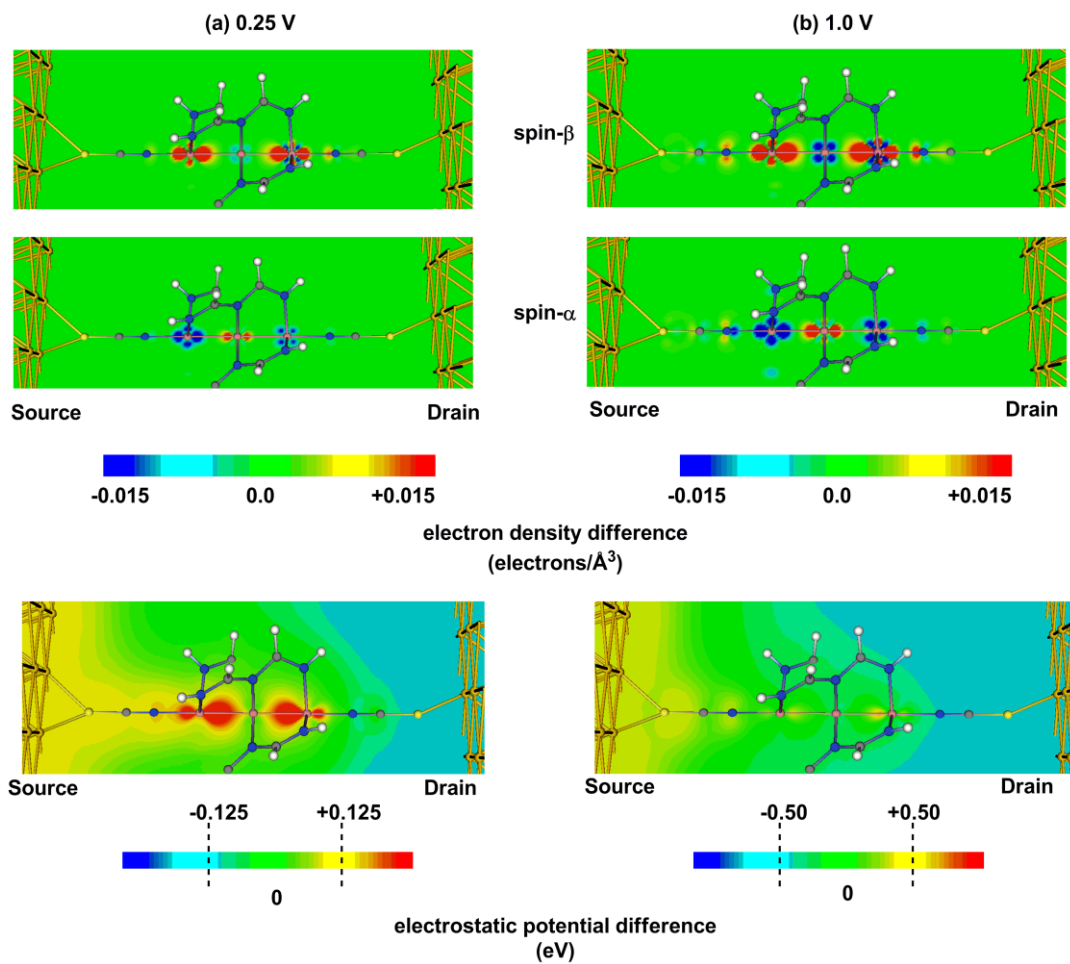 (a) 0.25 V
(b) 1.0 V
spin-β
spin-α
Source
Drain
Source
Drain
-0.015
0.0
+0.015
-0.015
0.0
+0.015
electron density difference
(electrons/Å³)
Source
Drain
Source
Drain
-0.125
+0.125
-0.50
+0.50
0
0
electrostatic potential difference
(eV)